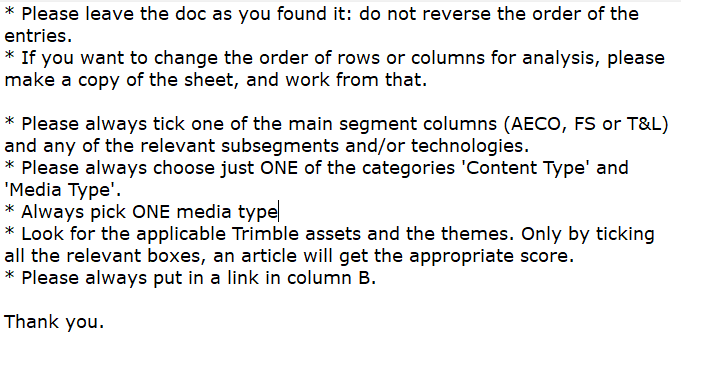 * Please leave the doc as you found it: do not reverse the order of the
entries.
* If you want to change the order of rows or columns for analysis, please
make a copy of the sheet, and work from that.
* Please always tick one of the main segment columns (AECO, FS or T&L)
and any of the relevant subsegments and/or technologies.
* Please always choose just ONE of the categories 'Content Type' and
'Media Type'.
* Always pick ONE media type
* Look for the applicable Trimble assets and the themes. Only by ticking
all the relevant boxes, an article will get the appropriate score.
* Please always put in a link in column B.
Thank you.